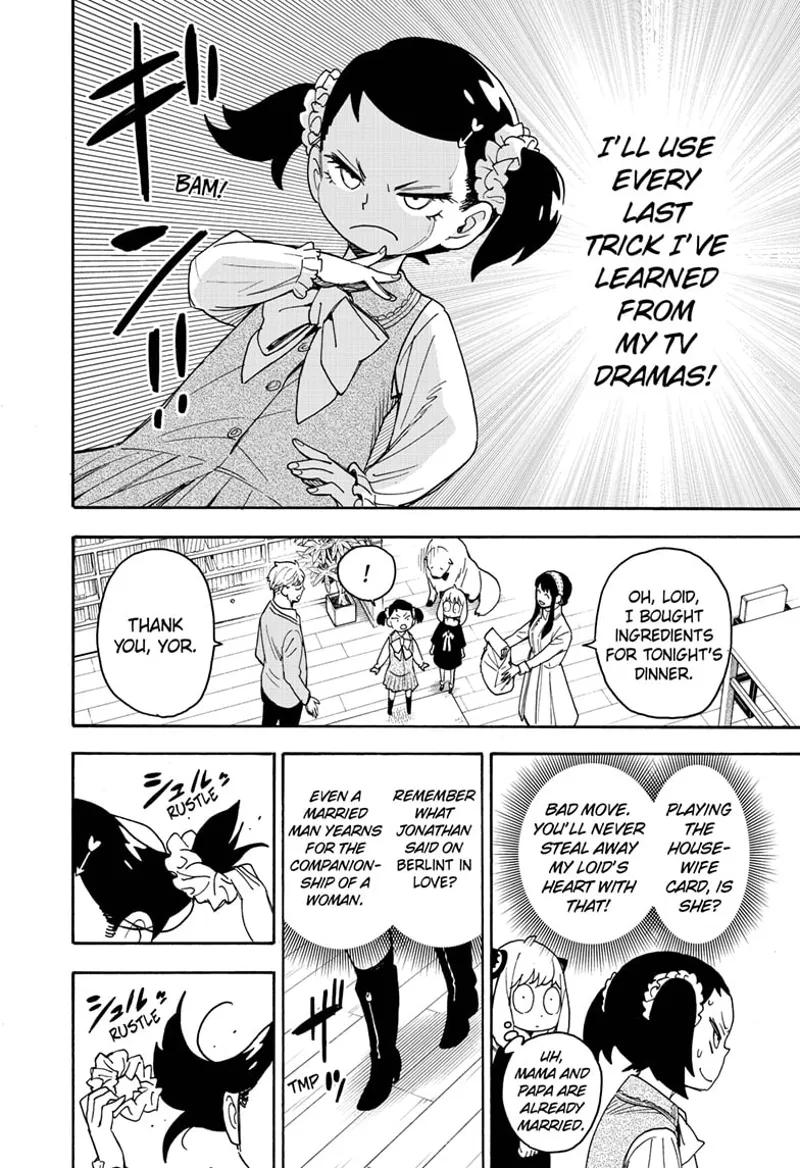 I'LL USE
EVERY
LAST
TRICK I'VE
LEARNED
FROM
MY TV
DRAMAS!
ギンッ!!
BAM!
OH, LOID,
I BOUGHT
INGREDIENTS
FOR TONIGHT'S
DINNER.
!
THANK
YOU, YOR.
PLAYING
THE
HOUSE-
WIFE
CARD, IS
SHE?
BAD MOVE.
YOU'LL NEVER
STEAL AWAY
MY LOID'S
HEART WITH
THAT!
UH,
MAMA AND
PAPA ARE
ALREADY
MARRIED.
REMEMBER
WHAT
JONATHAN
SAID ON
BERLINT IN
LOVE?
EVEN A
MARRIED
MAN YEARNS
FOR THE
COMPANION-
SHIP OF A
WOMAN.
TMP
シュル
RUSTLE
シュル
RUSTLE